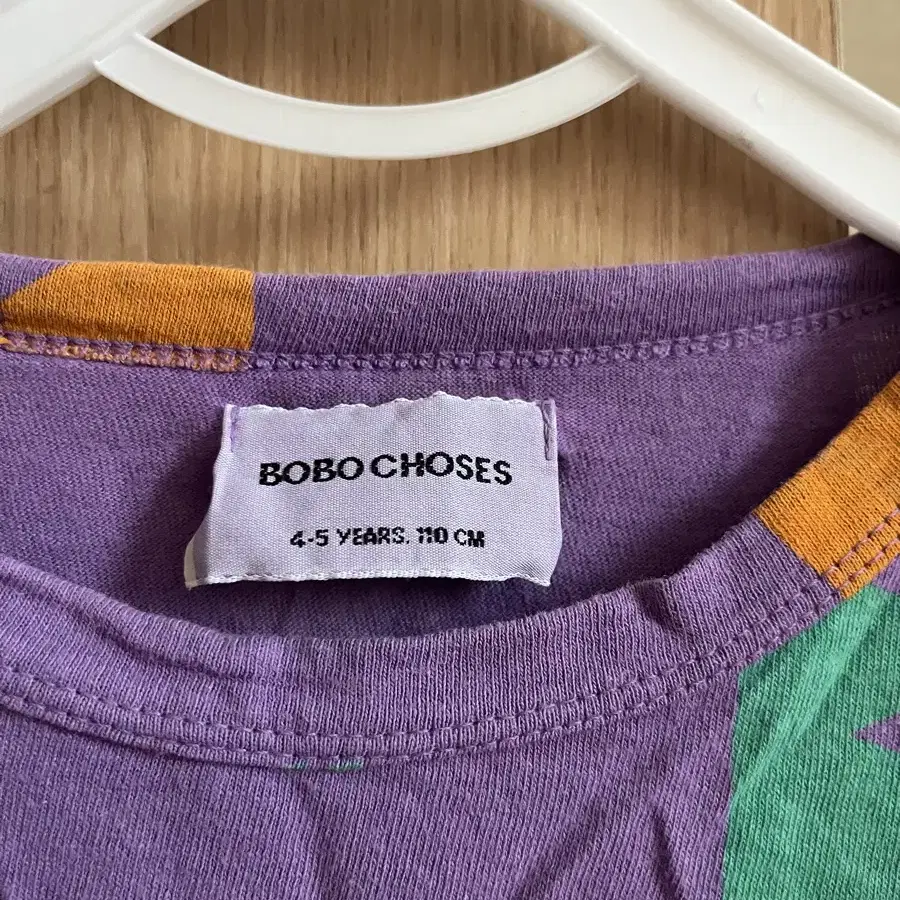 BOBO CHOSES
4-5 YEARS. 110 CM